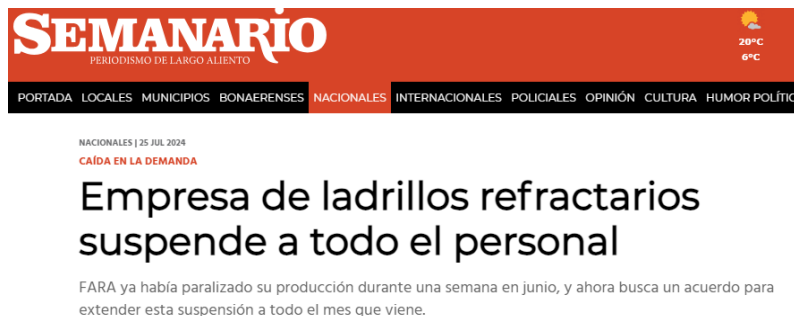 SEMANARIO
PERIODISMO DE LARGO ALIENTO
20°C
6°C
PORTADA LOCALES MUNICIPIOS BONAERENSES NACIONALES INTERNACIONALES POLICIALES OPINIÓN CULTURA HUMOR POLÍTIC
NACIONALES | 25 JUL 2024
CAÍDA EN LA DEMANDA
Empresa de ladrillos refractarios
suspende a todo el personal
FARA ya había paralizado su producción durante una semana en junio, y ahora busca un acuerdo para
extender esta suspensión a todo el mes que viene.